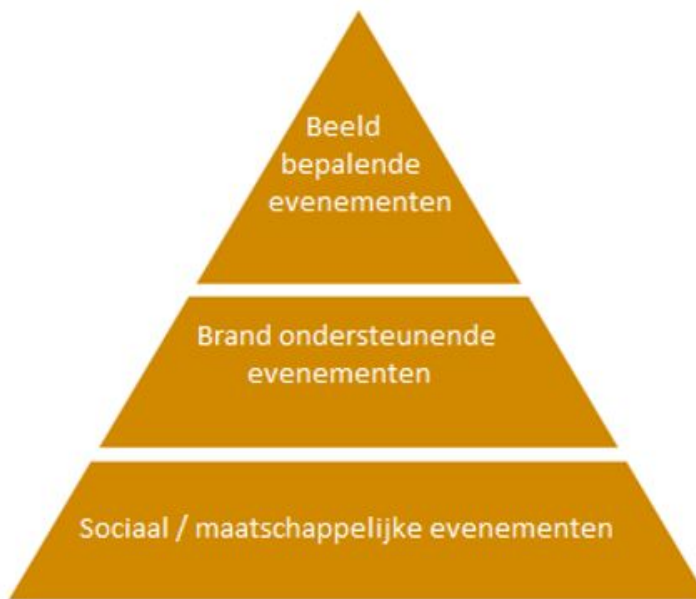 Beeld
bepalende
evenementen
Brand ondersteunende
evenementen
Sociaal / maatschappelijke evenementen